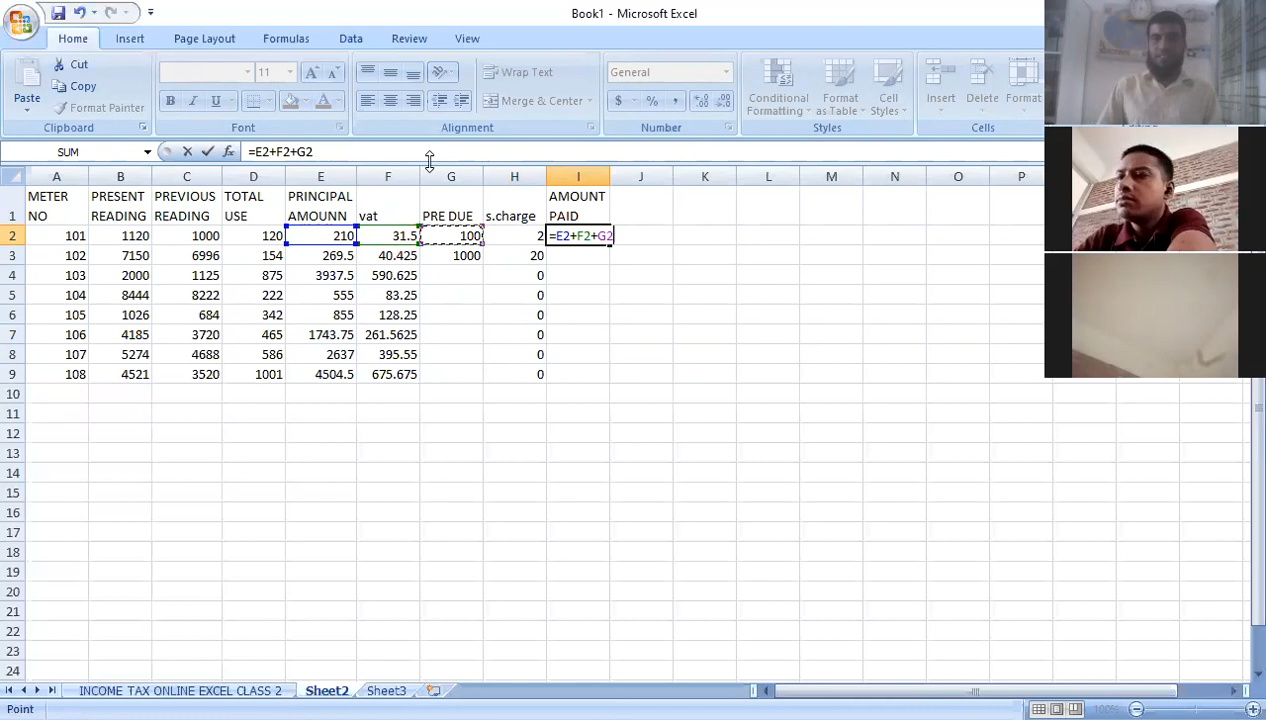 Book1 - Microsoft Excel
Home Insert Page Layout Formulas Data Review View
Cut
Copy
Paste
Format Painter
Clipboard
11
B I U
Font
Wrap Text
Merge & Center
Alignment
General
$ % ,
Number
Conditional Formatting
Format as Table
Cell Styles
Styles
Insert Delete Format
Cells
SUM fx =E2+F2+G2
A B C D E F G H I J K L M N O P
METER PRESENT PREVIOUS TOTAL PRINCIPAL AMOUNT
1 NO READING READING USE AMOUNN vat PRE DUE s.charge PAID
2 101 1120 1000 120 210 31.5 100 2 =E2+F2+G2
3 102 7150 6996 154 269.5 40.425 1000 20
4 103 2000 1125 875 3937.5 590.625 0
5 104 8444 8222 222 555 83.25 0
6 105 1026 684 342 855 128.25 0
7 106 4185 3720 465 1743.75 261.5625 0
8 107 5274 4688 586 2637 395.55 0
9 108 4521 3520 1001 4504.5 675.675 0
10
11
12
13
14
15
16
17
18
19
20
21
22
23
24
INCOME TAX ONLINE EXCEL CLASS 2 Sheet2 Sheet3
Point 100%